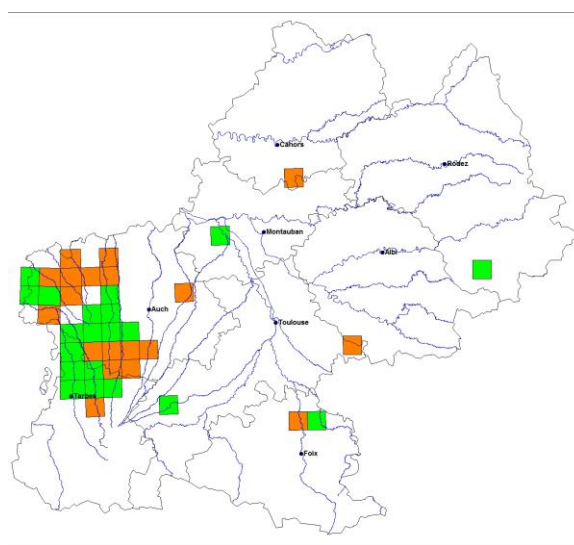 Cahors
Rodez
Montauban
Albi
Auch
Toulouse
Tarbes
Foix